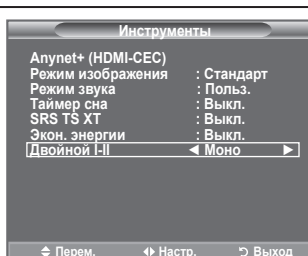 Инструменты
Anynet+ (HDMI-CEC)
Режим изображения : Стандарт
Режим звука : Польз.
Таймер сна : Выкл.
SRS TS XT : Выкл.
Экон. энергии : Выкл.
Двойной I-II ◄ Моно ►
Перем. Настр. Выход